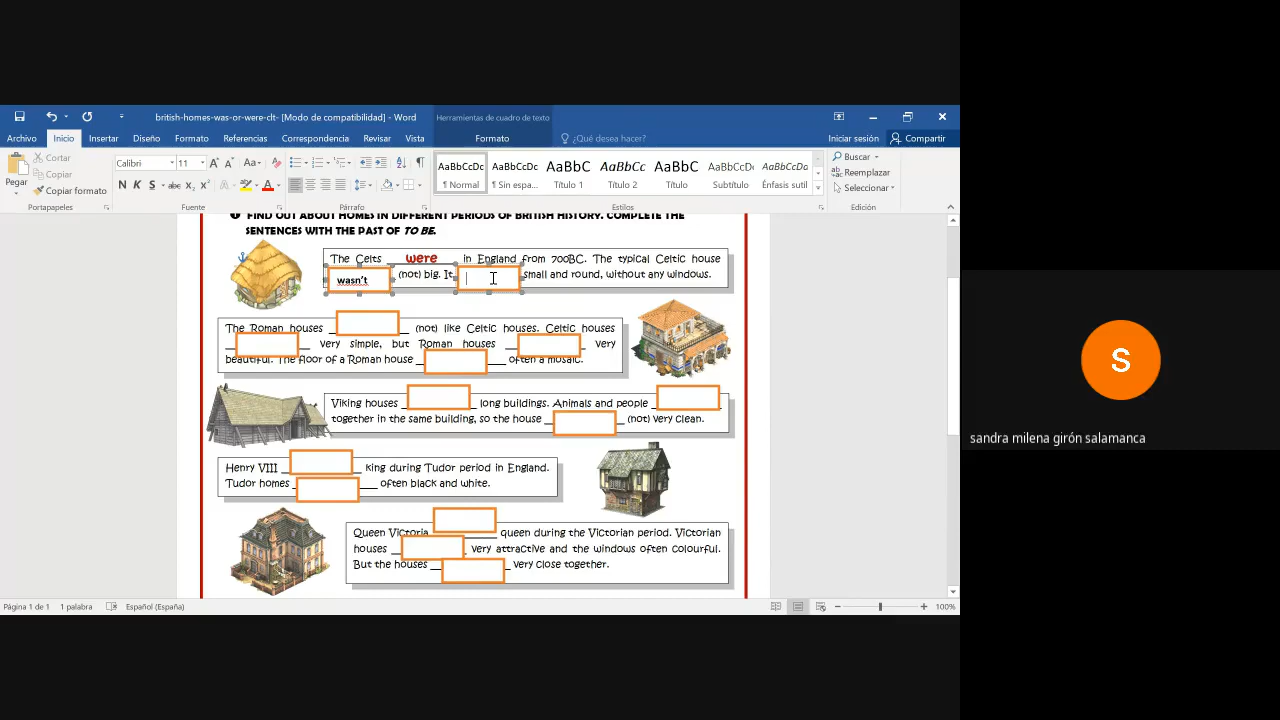 british-homes-was-or-were-clt- [Modo de compatibilidad] - Word
Herramientas de cuadro de texto
Archivo Inicio Insertar Diseño Formato Referencias Correspondencia Revisar Vista Formato ¿Qué desea hacer? Iniciar sesión Compartir
Pegar
Cortar
Copiar
Copiar formato
Portapapeles
Calibri 11
N K S abc x₂ x² A
Fuente
Párrafo
AaBbCcDc AaBbCcDc AaBbC AaBbCc AaBbC AaBbCcD AaBbCcDc
¶ Normal ¶ Sin espa... Título 1 Título 2 Título Subtítulo Énfasis sutil
Estilos
Buscar
Reemplazar
Seleccionar
Edición
1 FIND OUT ABOUT HOMES IN DIFFERENT PERIODS OF BRITISH HISTORY. COMPLETE THE
SENTENCES WITH THE PAST OF TO BE.
The Celts were in England from 700BC. The typical Celtic house
wasn't (not) big. It small and round, without any windows.
The Roman houses (not) like Celtic houses. Celtic houses
very simple, but Roman houses very
beautiful. The floor of a Roman house often a mosaic.
Viking houses long buildings. Animals and people
together in the same building, so the house (not) very clean.
Henry VIII king during Tudor period in England.
Tudor homes often black and white.
Queen Victoria queen during the Victorian period. Victorian
houses very attractive and the windows often colourful.
But the houses very close together.
Página 1 de 1 1 palabra Español (España) 100%
S
sandra milena girón salamanca